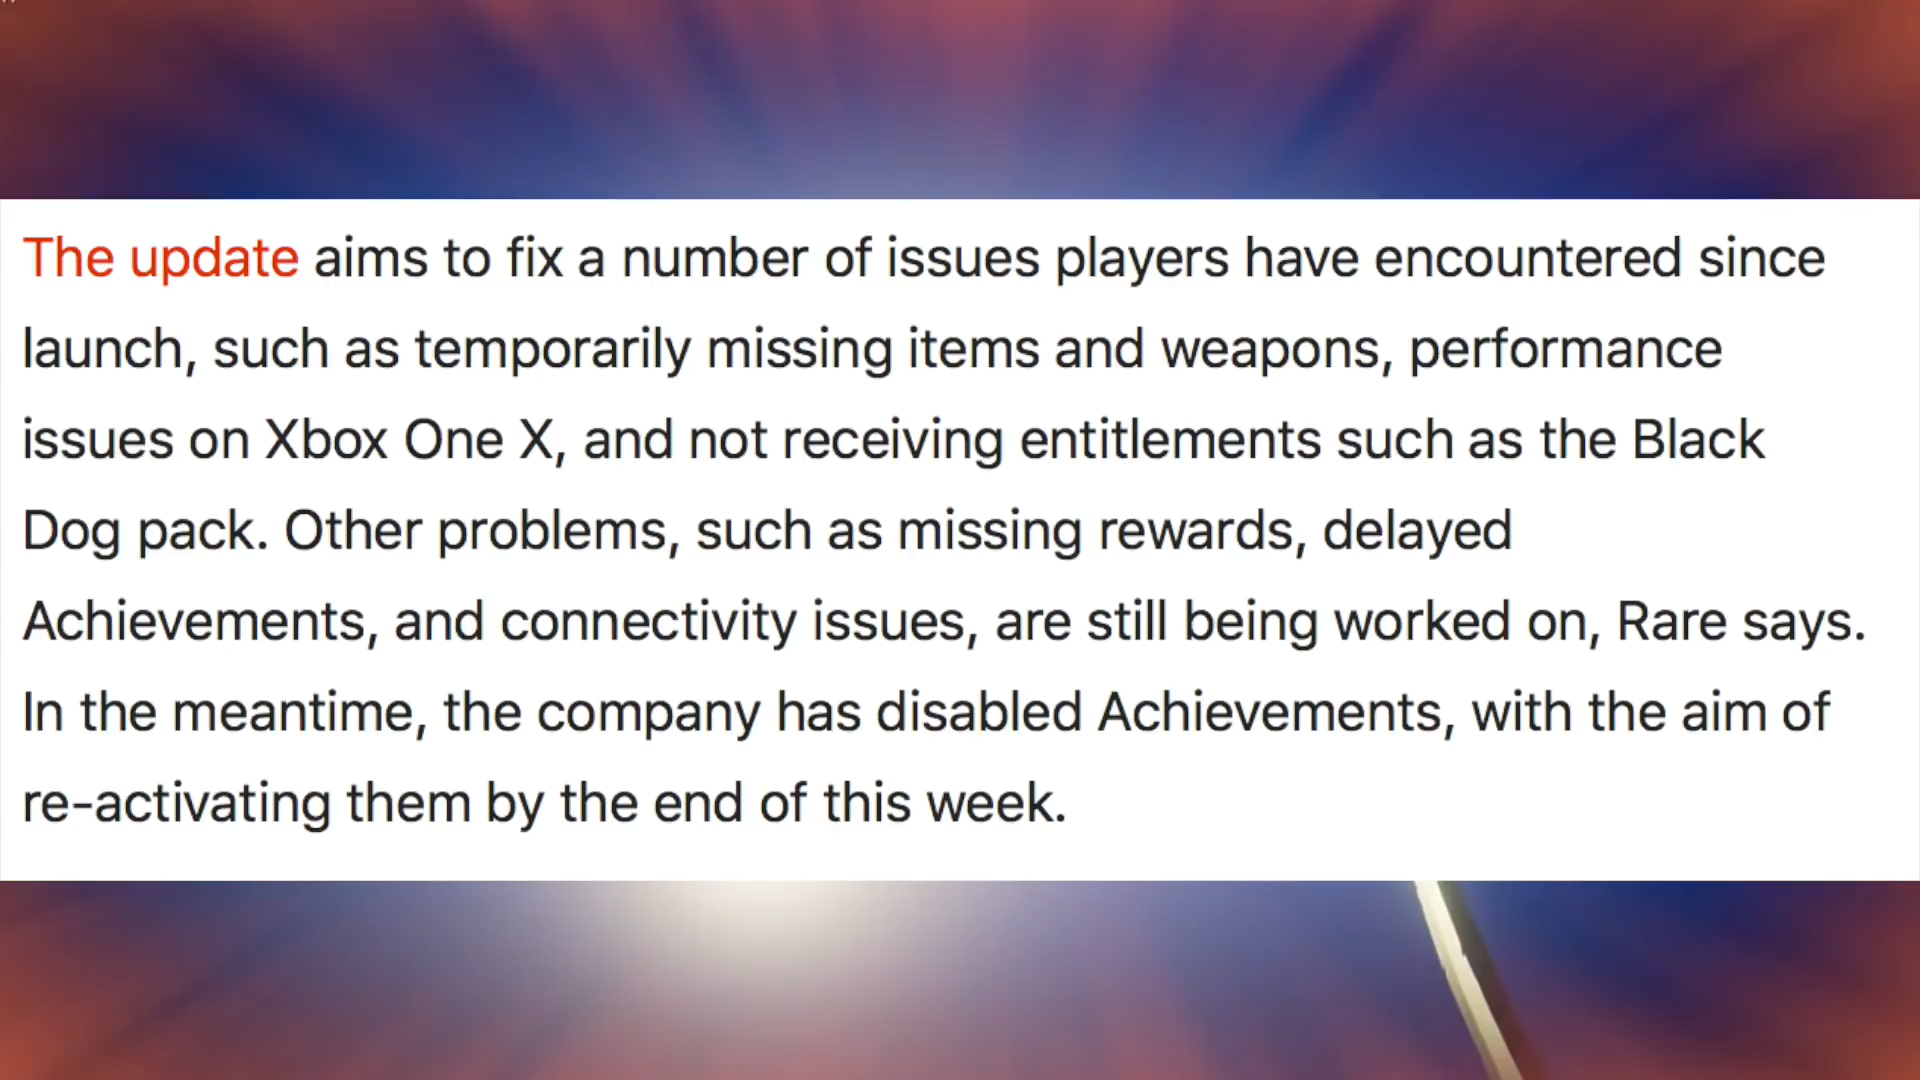 The update aims to fix a number of issues players have encountered since
launch, such as temporarily missing items and weapons, performance
issues on Xbox One X, and not receiving entitlements such as the Black
Dog pack. Other problems, such as missing rewards, delayed
Achievements, and connectivity issues, are still being worked on, Rare says.
In the meantime, the company has disabled Achievements, with the aim of
re-activating them by the end of this week.